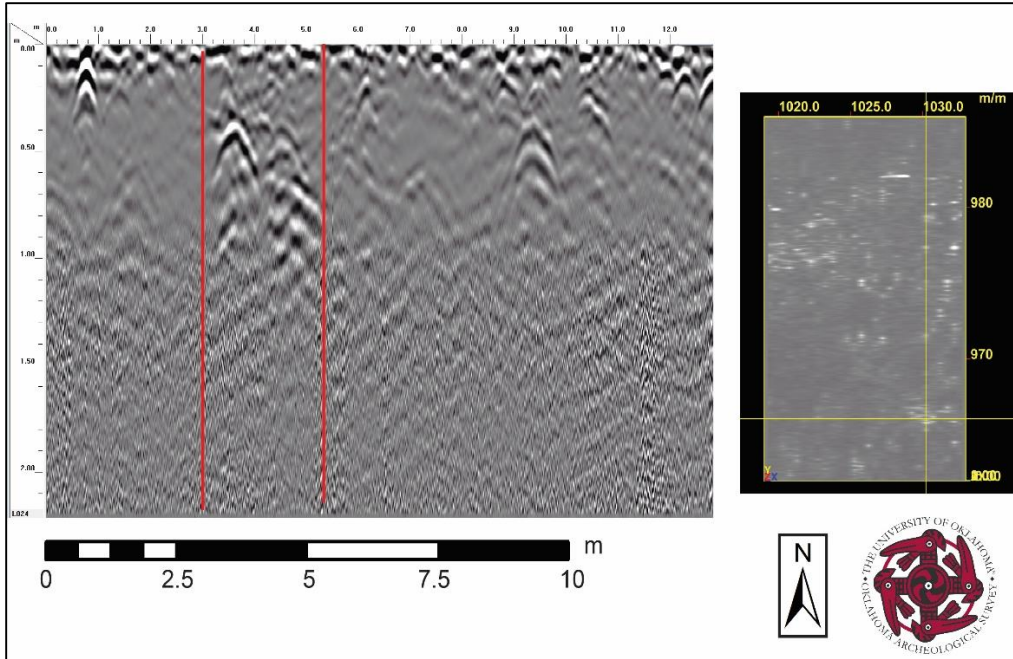 m 0.0 1.0 2.0 3.0 4.0 5.0 6.0 7.0 8.0 9.0 10.0 11.0 12.0
m
0.00
0.50
1.00
1.50
2.00
1020.0 1025.0 1030.0 m/m
980
970
Y
X
m
0 2.5 5 7.5 10
N
THE UNIVERSITY OF OKLAHOMA
OKLAHOMA ARCHEOLOGICAL SURVEY